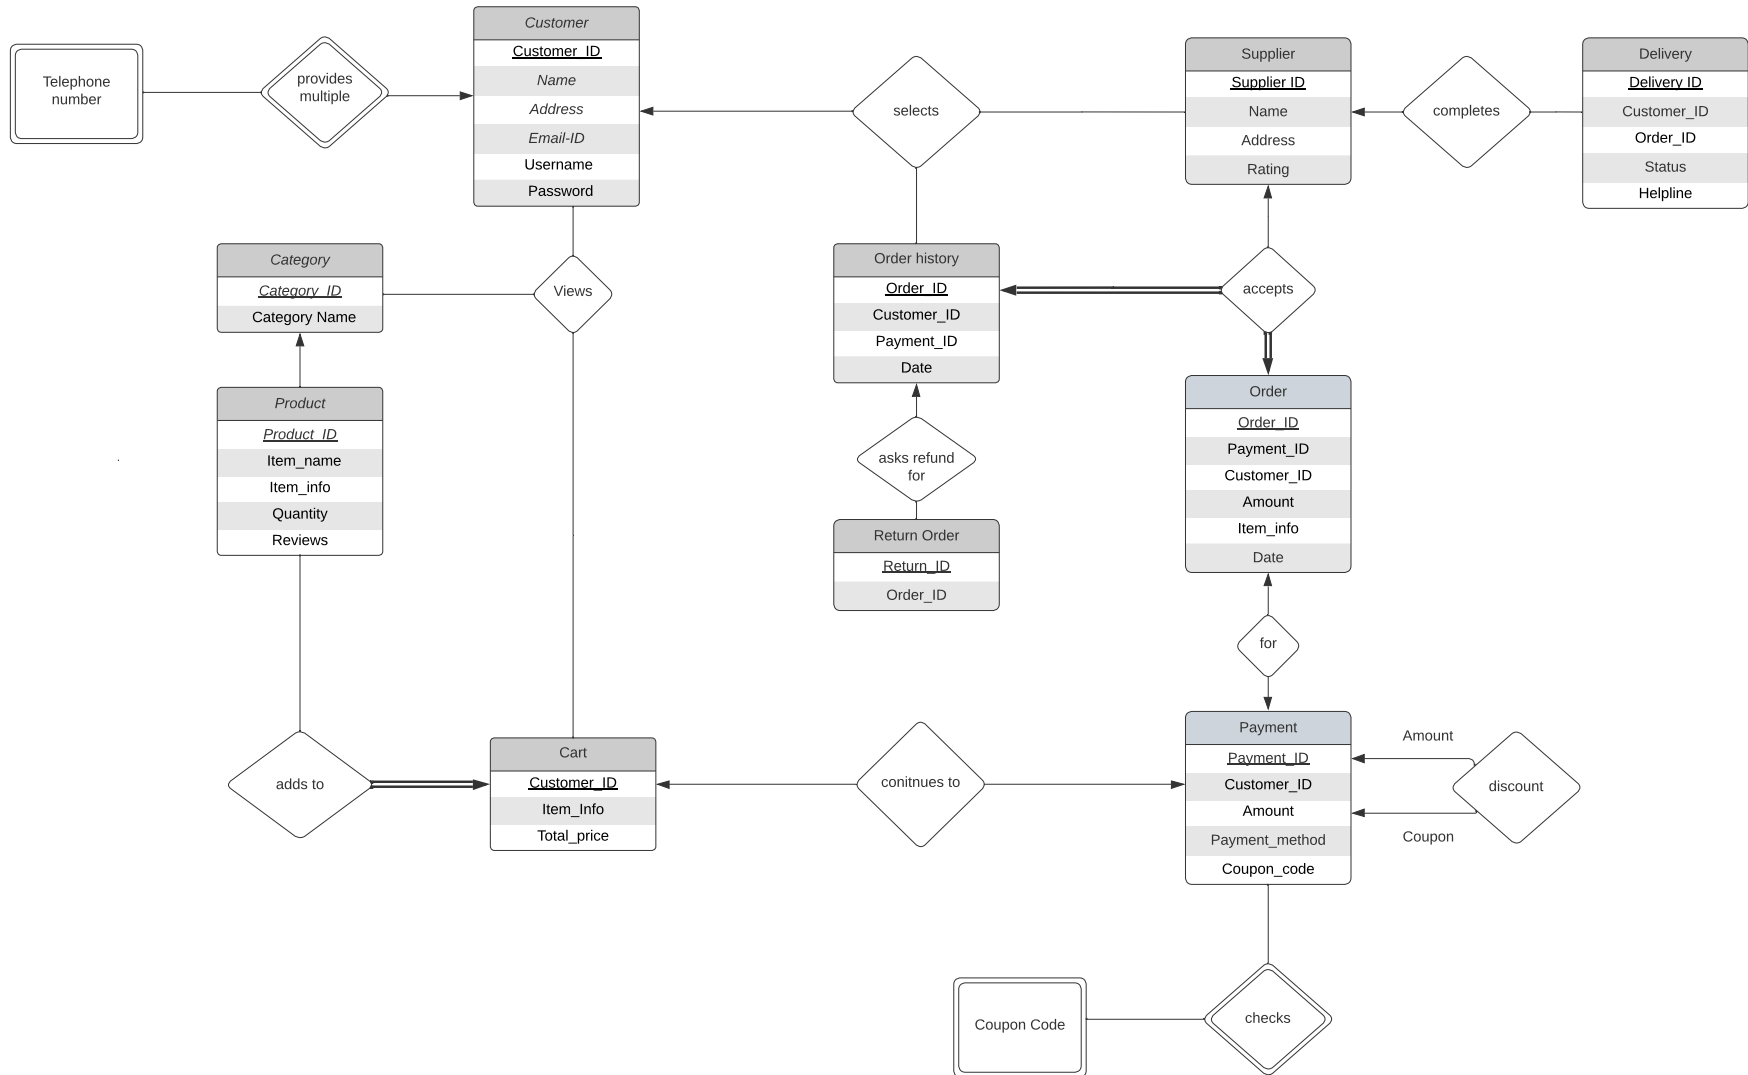 Telephone
number
provides
multiple
Customer
Customer_ID
Name
Address
Email-ID
Username
Password
selects
Supplier
Supplier ID
Name
Address
Rating
completes
Delivery
Delivery ID
Customer_ID
Order_ID
Status
Helpline
Category
Category_ID
Category Name
Views
Order history
Order_ID
Customer_ID
Payment_ID
Date
accepts
Product
Product_ID
Item_name
Item_info
Quantity
Reviews
asks refund
for
Return Order
Return_ID
Order_ID
Order
Order_ID
Payment_ID
Customer_ID
Amount
Item_info
Date
for
adds to
Cart
Customer_ID
Item_Info
Total_price
conitnues to
Payment
Payment_ID
Customer_ID
Amount
Payment_method
Coupon_code
Amount
discount
Coupon
Coupon Code
checks